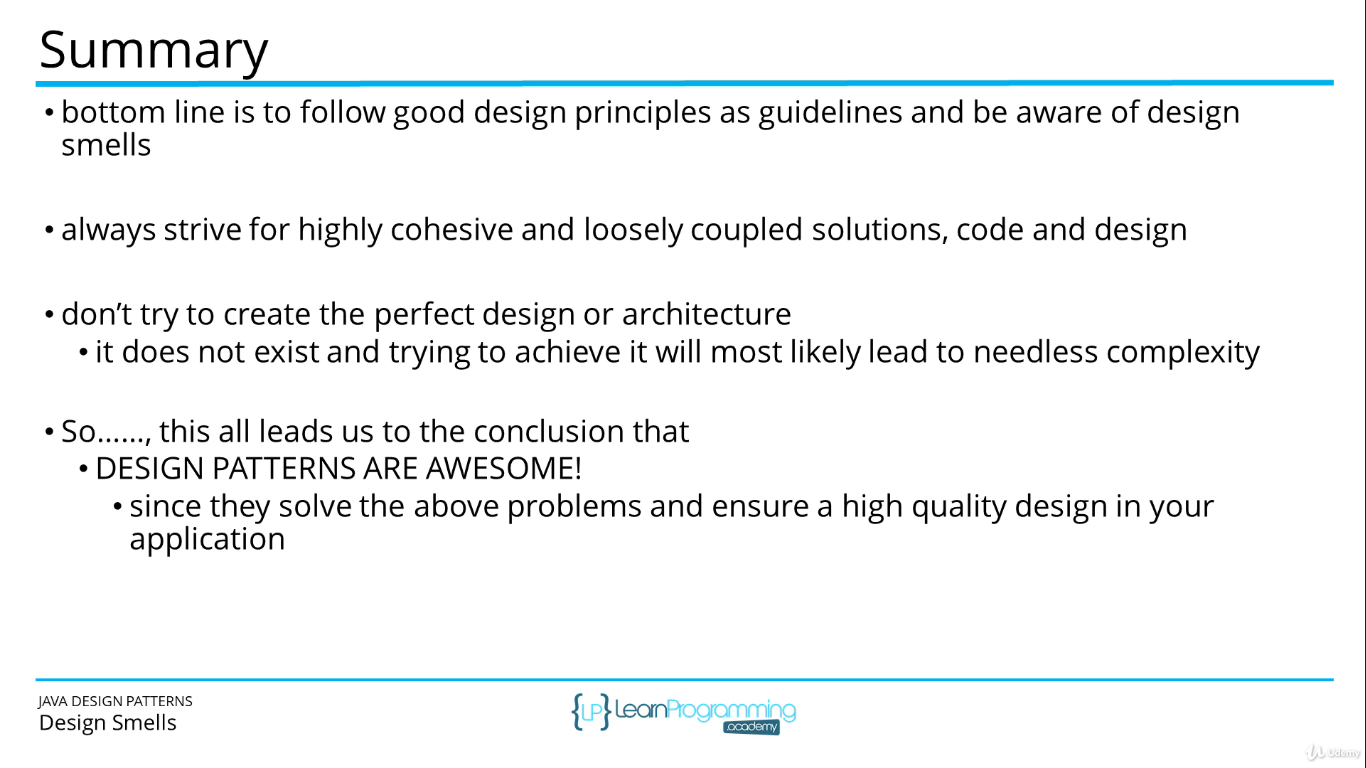 Summary
• bottom line is to follow good design principles as guidelines and be aware of design
smells
• always strive for highly cohesive and loosely coupled solutions, code and design
• don’t try to create the perfect design or architecture
• it does not exist and trying to achieve it will most likely lead to needless complexity
• So……, this all leads us to the conclusion that
• DESIGN PATTERNS ARE AWESOME!
• since they solve the above problems and ensure a high quality design in your
application
JAVA DESIGN PATTERNS
Design Smells
{LP} LearnProgramming
.academy
Udemy